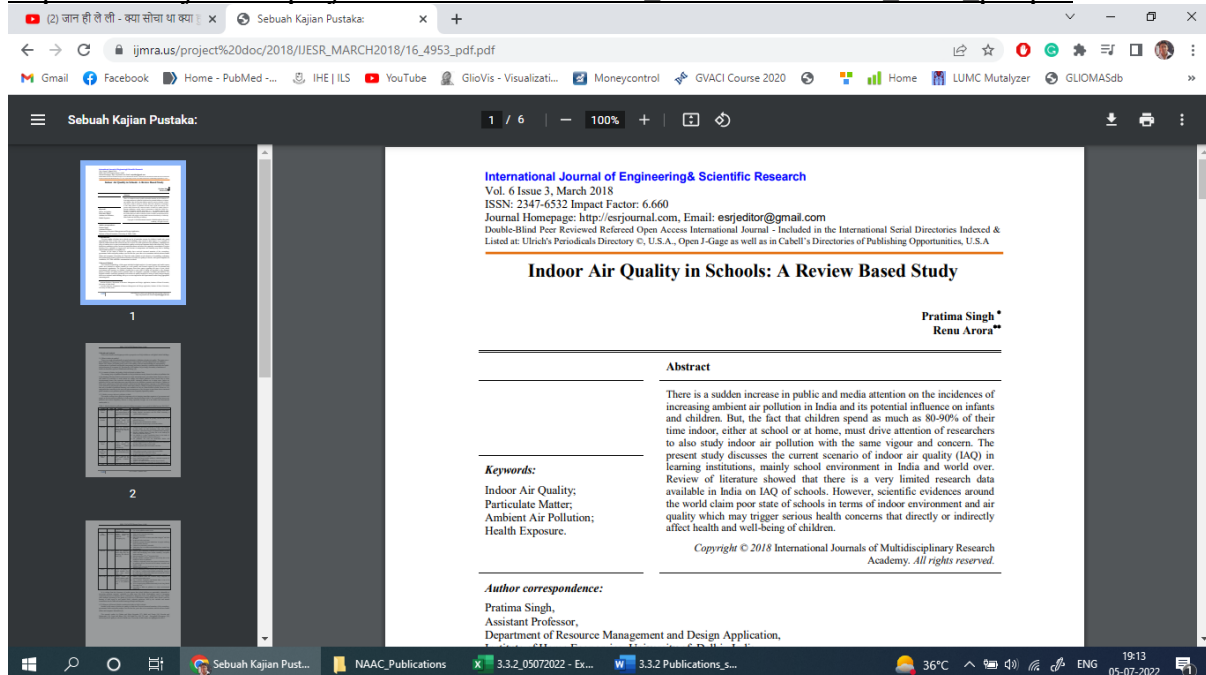 (2) जान ही ले ली - क्या सोचा था क्या
Sebuah Kajian Pustaka:
ijmra.us/project%20doc/2018/IJESR_MARCH2018/16_4953_pdf.pdf
Gmail Facebook Home - PubMed -... IHE | ILS YouTube GlioVis - Visualizati... Moneycontrol GVACI Course 2020 Home LUMC Mutalyzer GLIOMASdb »
Sebuah Kajian Pustaka: 1 / 6 100%
1
2
International Journal of Engineering& Scientific Research
Vol. 6 Issue 3, March 2018
ISSN: 2347-6532 Impact Factor: 6.660
Journal Homepage: http://esrjournal.com, Email: esrjeditor@gmail.com
Double-Blind Peer Reviewed Refereed Open Access International Journal - Included in the International Serial Directories Indexed &
Listed at: Ulrich's Periodicals Directory ©, U.S.A., Open J-Gage as well as in Cabell's Directories of Publishing Opportunities, U.S.A
Indoor Air Quality in Schools: A Review Based Study
Pratima Singh*
Renu Arora**
Abstract
There is a sudden increase in public and media attention on the incidences of
increasing ambient air pollution in India and its potential influence on infants
and children. But, the fact that children spend as much as 80-90% of their
time indoor, either at school or at home, must drive attention of researchers
to also study indoor air pollution with the same vigour and concern. The
present study discusses the current scenario of indoor air quality (IAQ) in
learning institutions, mainly school environment in India and world over.
Review of literature showed that there is a very limited research data
available in India on IAQ of schools. However, scientific evidences around
the world claim poor state of schools in terms of indoor environment and air
quality which may trigger serious health concerns that directly or indirectly
affect health and well-being of children.
Copyright © 2018 International Journals of Multidisciplinary Research
Academy. All rights reserved.
Keywords:
Indoor Air Quality;
Particulate Matter;
Ambient Air Pollution;
Health Exposure.
Author correspondence:
Pratima Singh,
Assistant Professor,
Department of Resource Management and Design Application,
Sebuah Kajian Pust... NAAC_Publications 3.3.2_05072022 - Ex... 3.3.2 Publications_s... 36°C ENG 19:13
05-07-2022